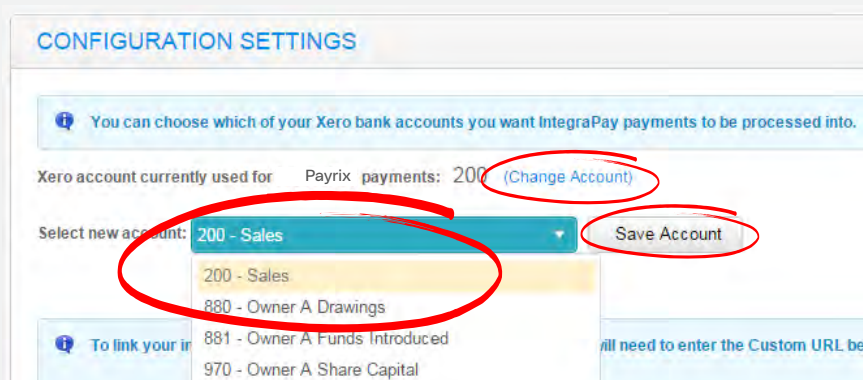 CONFIGURATION SETTINGS
You can choose which of your Xero bank accounts you want IntegraPay payments to be processed into.
Xero account currently used for Payrix payments: 200 (Change Account)
Select new account: 200 - Sales Save Account
200 - Sales
880 - Owner A Drawings
881 - Owner A Funds Introduced
To link your will need to enter the Custom URL
970 - Owner A Share Capital